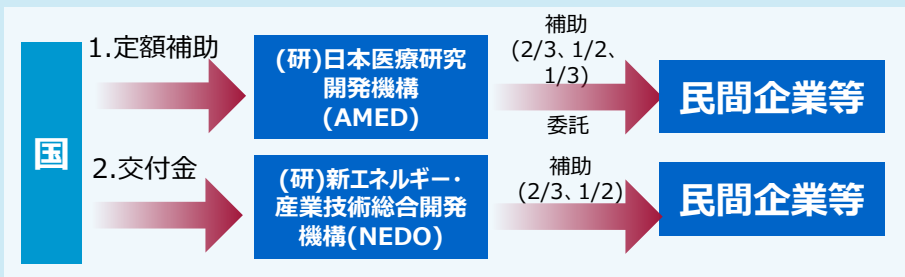 国
1.定額補助
(研)日本医療研究
開発機構
(AMED)
補助
(2/3、1/2、
1/3)
委託
民間企業等
2.交付金
(研)新エネルギー・
産業技術総合開発
機構(NEDO)
補助
(2/3、1/2)
民間企業等